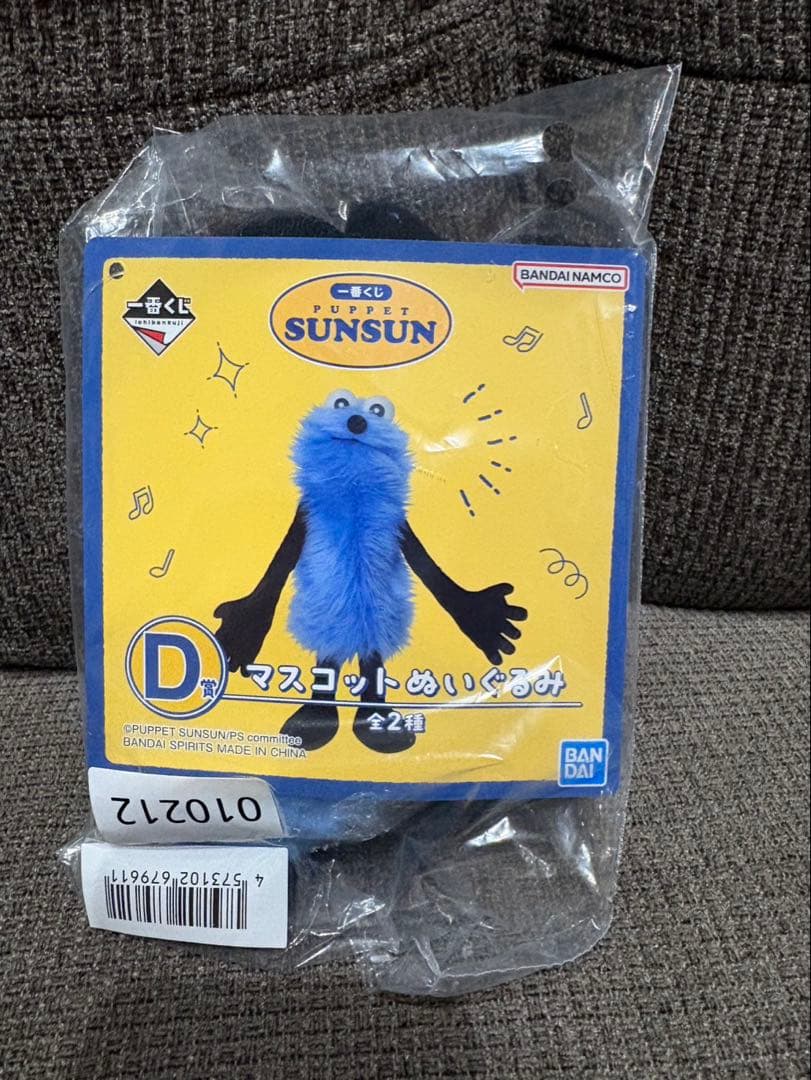 一番くじ
ichibankuji
一番くじ
PUPPET
SUNSUN
BANDAI NAMCO
D賞
マスコットぬいぐるみ
全2種
©PUPPET SUNSUN/PS committee
BANDAI SPIRITS MADE IN CHINA
BAN
DAI
010212
4 573102 679611